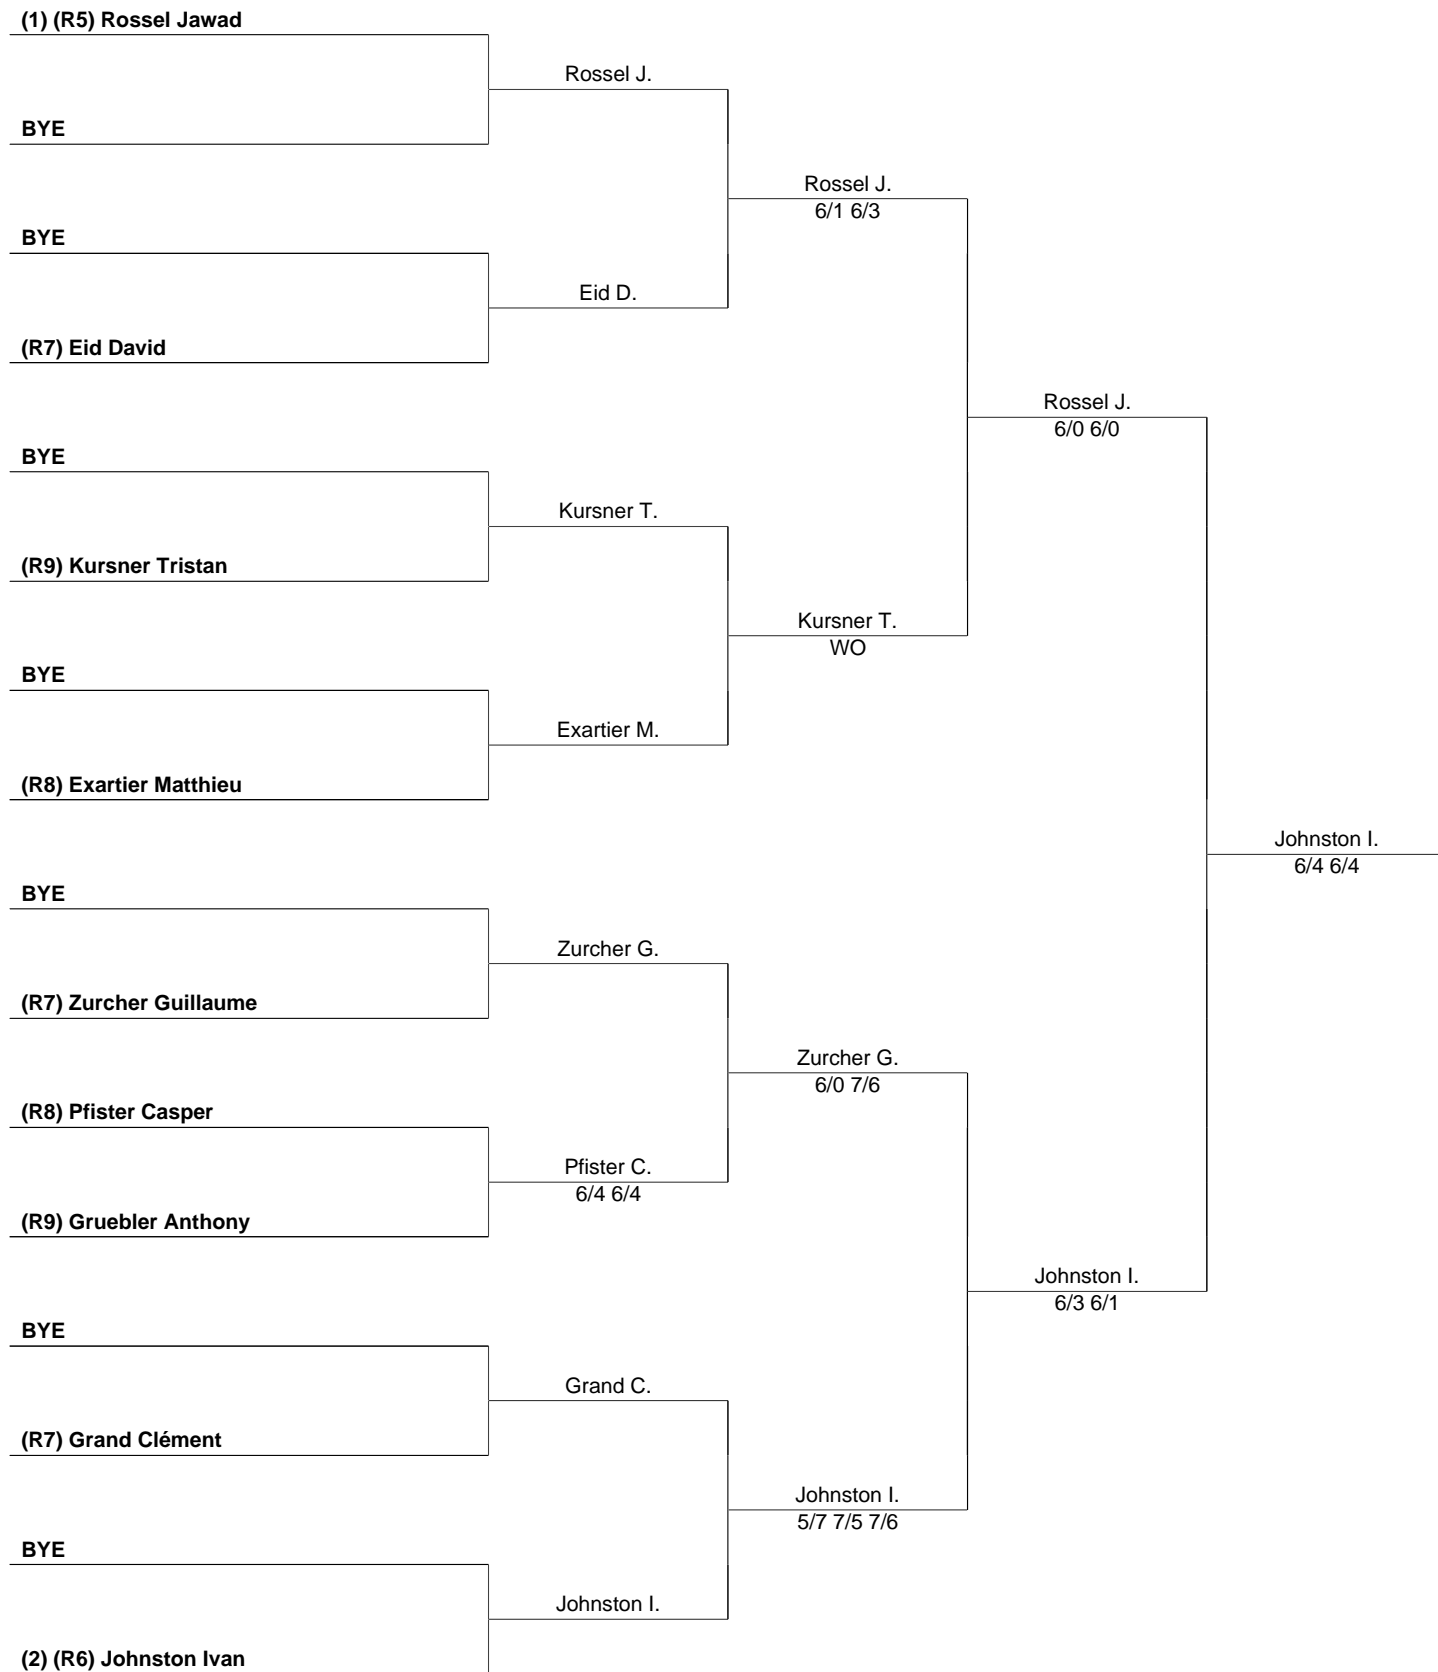 (1) (R5) Rossel Jawad
Rossel J.
BYE
Rossel J.
6/1 6/3
BYE
Eid D.
(R7) Eid David
Rossel J.
6/0 6/0
BYE
Kursner T.
(R9) Kursner Tristan
Kursner T.
WO
BYE
Exartier M.
(R8) Exartier Matthieu
Johnston I.
6/4 6/4
BYE
Zurcher G.
(R7) Zurcher Guillaume
Zurcher G.
6/0 7/6
(R8) Pfister Casper
Pfister C.
6/4 6/4
(R9) Gruebler Anthony
Johnston I.
6/3 6/1
BYE
Grand C.
(R7) Grand Clément
Johnston I.
5/7 7/5 7/6
BYE
Johnston I.
(2) (R6) Johnston Ivan